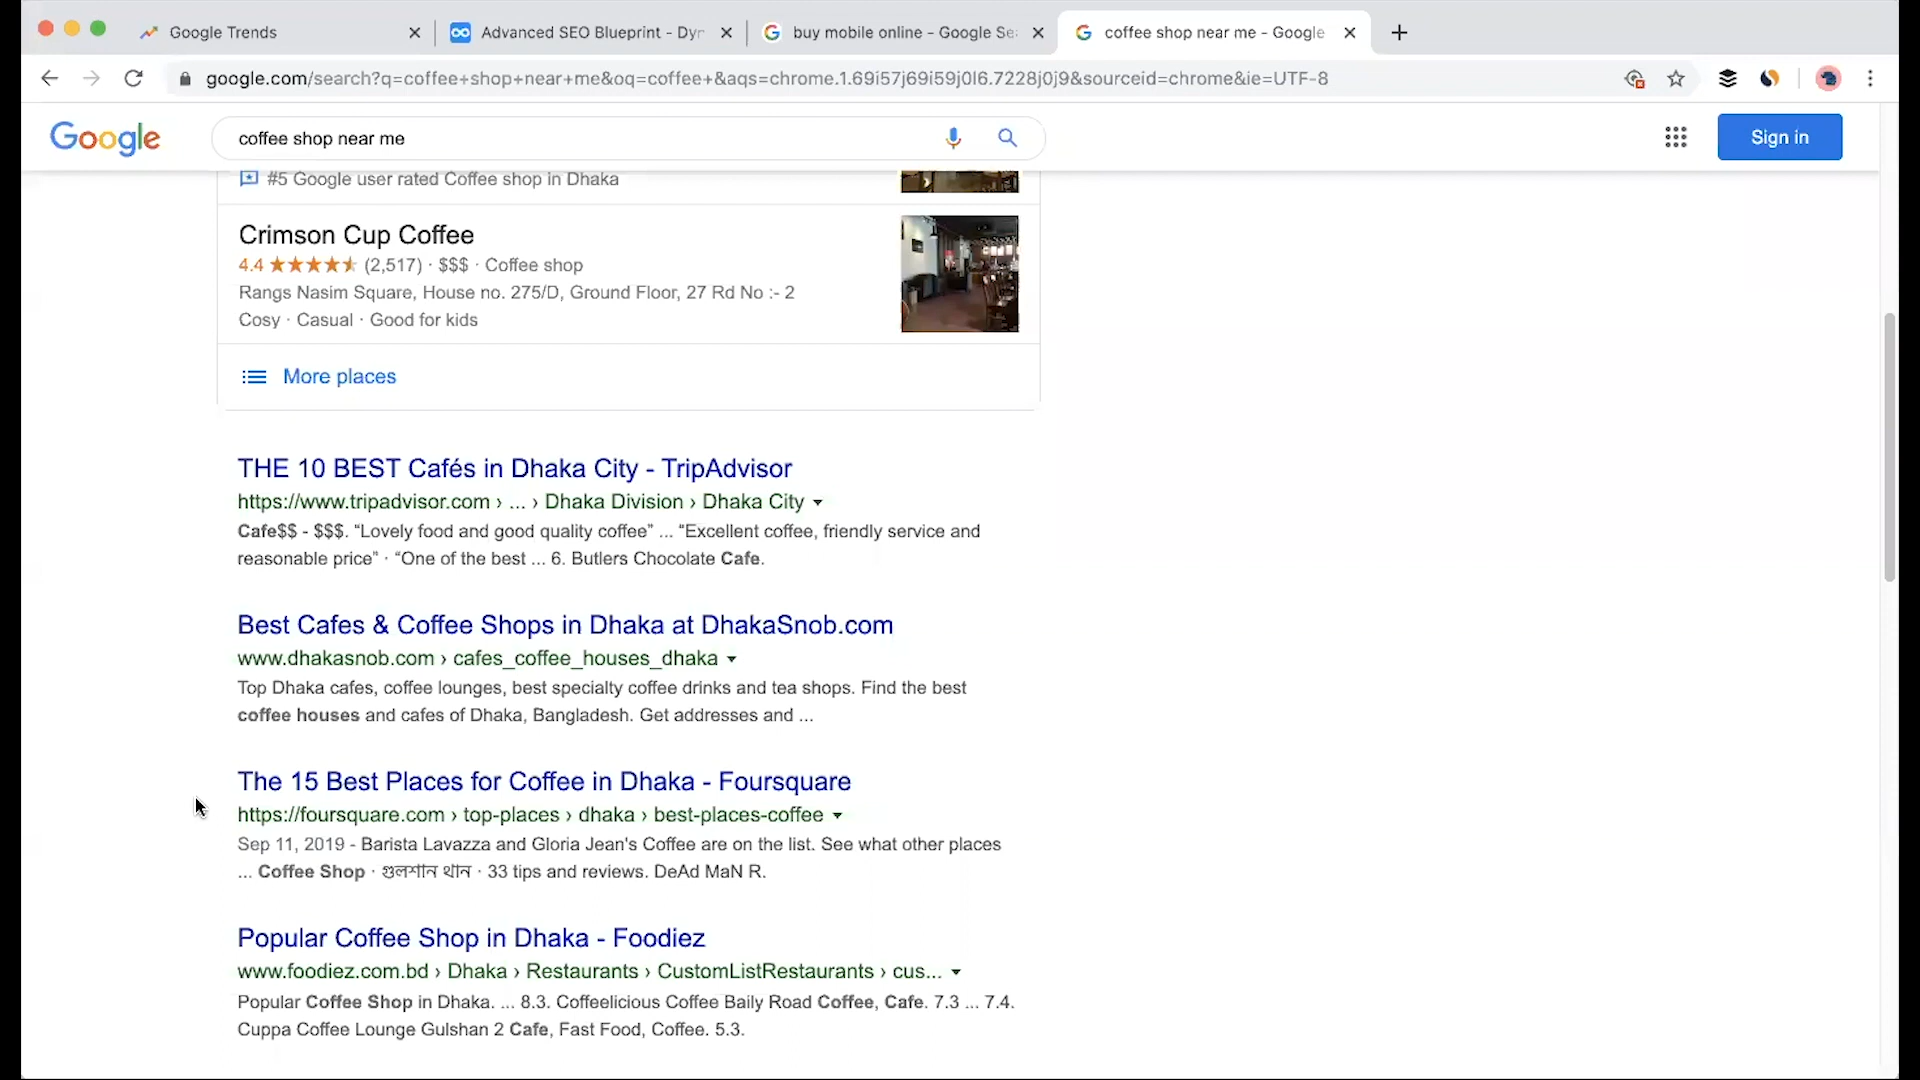 Google Trends
Advanced SEO Blueprint - Dyr
buy mobile online - Google Se
coffee shop near me - Google
google.com/search?q=coffee+shop+near+me&oq=coffee+&aqs=chrome.1.69i57j69i59j0l6.7228j0j9&sourceid=chrome&ie=UTF-8
Google
coffee shop near me
Sign in
#5 Google user rated Coffee shop in Dhaka
Crimson Cup Coffee
4.4 ★★★★★ (2,517) · $$$ · Coffee shop
Rangs Nasim Square, House no. 275/D, Ground Floor, 27 Rd No :- 2
Cosy · Casual · Good for kids
More places
THE 10 BEST Cafés in Dhaka City - TripAdvisor
https://www.tripadvisor.com › ... › Dhaka Division › Dhaka City
Cafe$$ - $$$. “Lovely food and good quality coffee” ... “Excellent coffee, friendly service and
reasonable price” · “One of the best ... 6. Butlers Chocolate Cafe.
Best Cafes & Coffee Shops in Dhaka at DhakaSnob.com
www.dhakasnob.com › cafes_coffee_houses_dhaka
Top Dhaka cafes, coffee lounges, best specialty coffee drinks and tea shops. Find the best
coffee houses and cafes of Dhaka, Bangladesh. Get addresses and ...
The 15 Best Places for Coffee in Dhaka - Foursquare
https://foursquare.com › top-places › dhaka › best-places-coffee
Sep 11, 2019 - Barista Lavazza and Gloria Jean's Coffee are on the list. See what other places
... Coffee Shop · গুলশান থান · 33 tips and reviews. DeAd MaN R.
Popular Coffee Shop in Dhaka - Foodiez
www.foodiez.com.bd › Dhaka › Restaurants › CustomListRestaurants › cus...
Popular Coffee Shop in Dhaka. ... 8.3. Coffeelicious Coffee Baily Road Coffee, Cafe. 7.3 ... 7.4.
Cuppa Coffee Lounge Gulshan 2 Cafe, Fast Food, Coffee. 5.3.